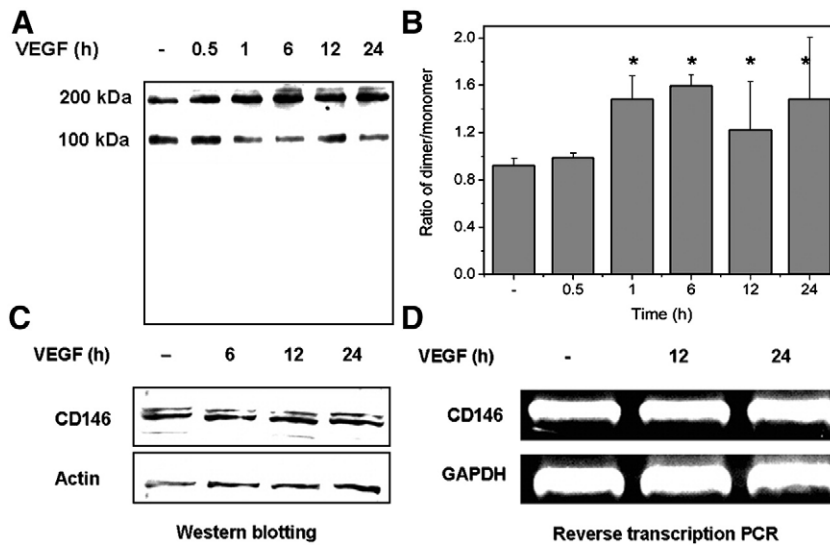 A
VEGF (h) - 0.5 1 6 12 24
200 kDa
100 kDa
B
Ratio of dimer/monomer
2.0
1.6
1.2
0.8
0.4
0.0
* * * *
- 0.5 1 6 12 24
Time (h)
C
VEGF (h) – 6 12 24
CD146
Actin
Western blotting
D
VEGF (h) - 12 24
CD146
GAPDH
Reverse transcription PCR